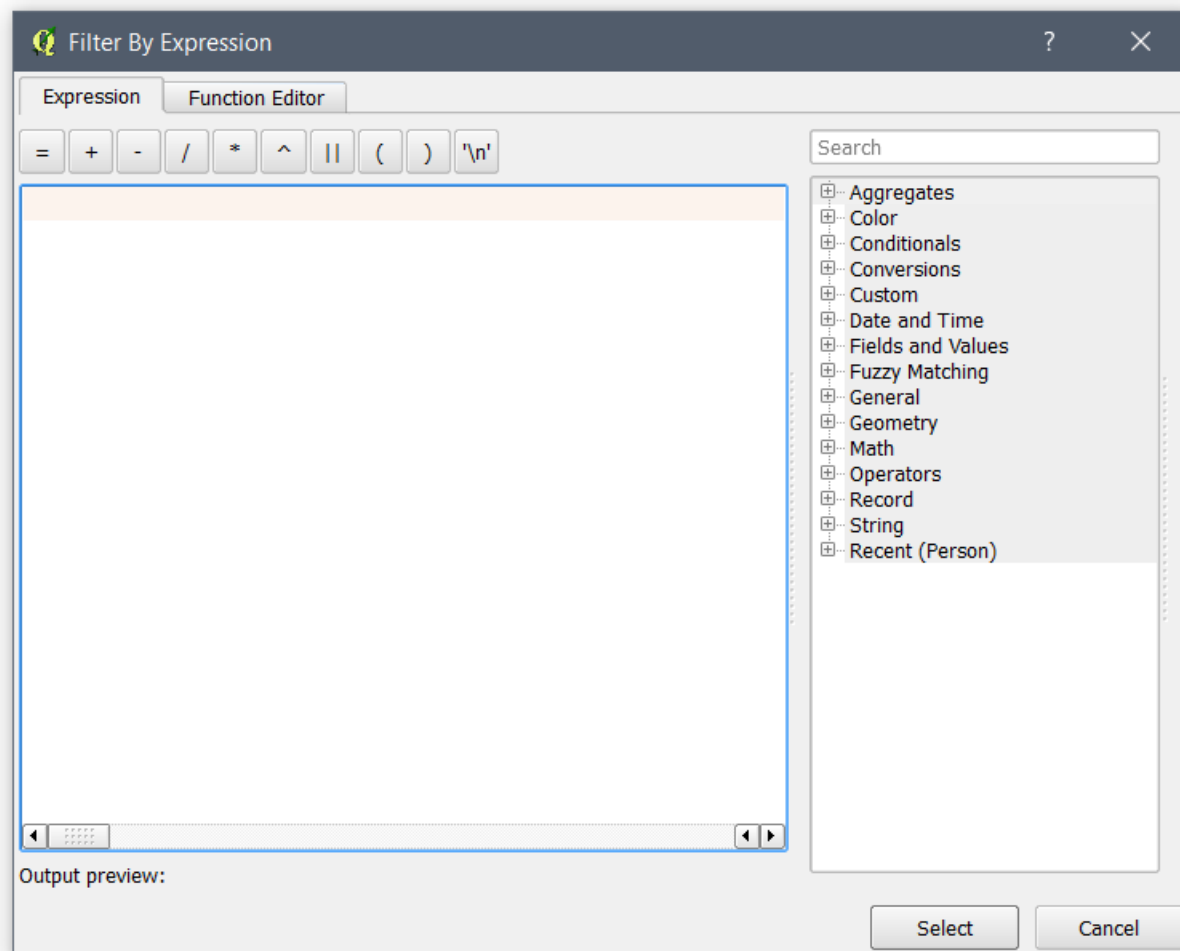 Filter By Expression ?
Expression Function Editor
= + - / * ^ || ( ) '\n'
Search
Aggregates
Color
Conditionals
Conversions
Custom
Date and Time
Fields and Values
Fuzzy Matching
General
Geometry
Math
Operators
Record
String
Recent (Person)
Output preview:
Select Cancel